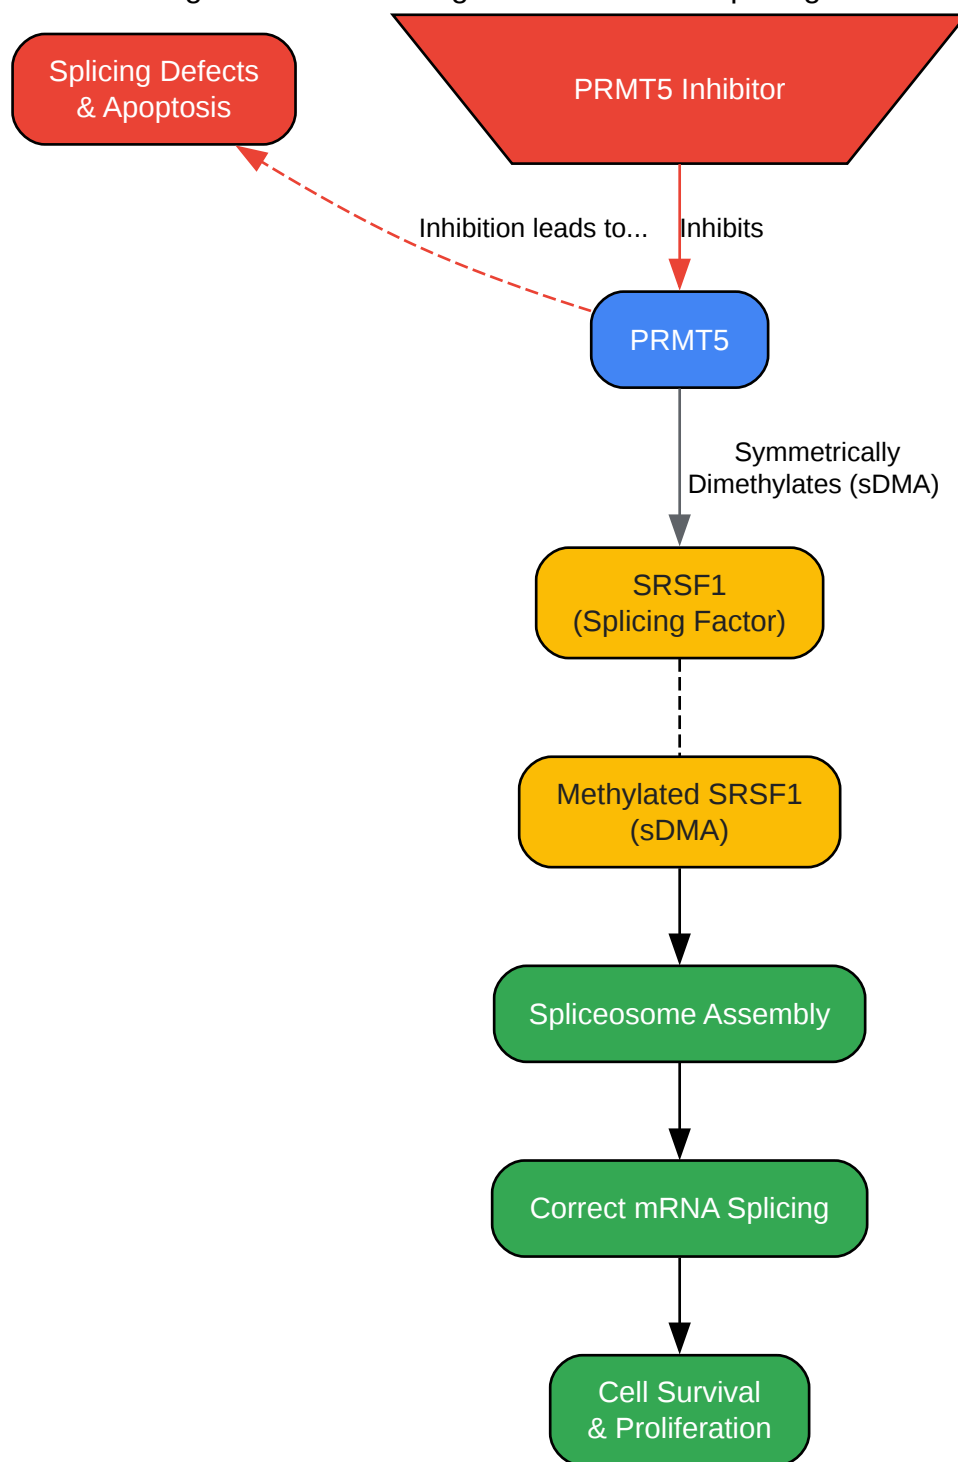 Splicing Defects
& Apoptosis
PRMT5 Inhibitor
Inhibition leads to...
Inhibits
PRMT5
Symmetrically
Dimethylates (sDMA)
SRSF1
(Splicing Factor)
Methylated SRSF1
(sDMA)
Spliceosome Assembly
Correct mRNA Splicing
Cell Survival
& Proliferation